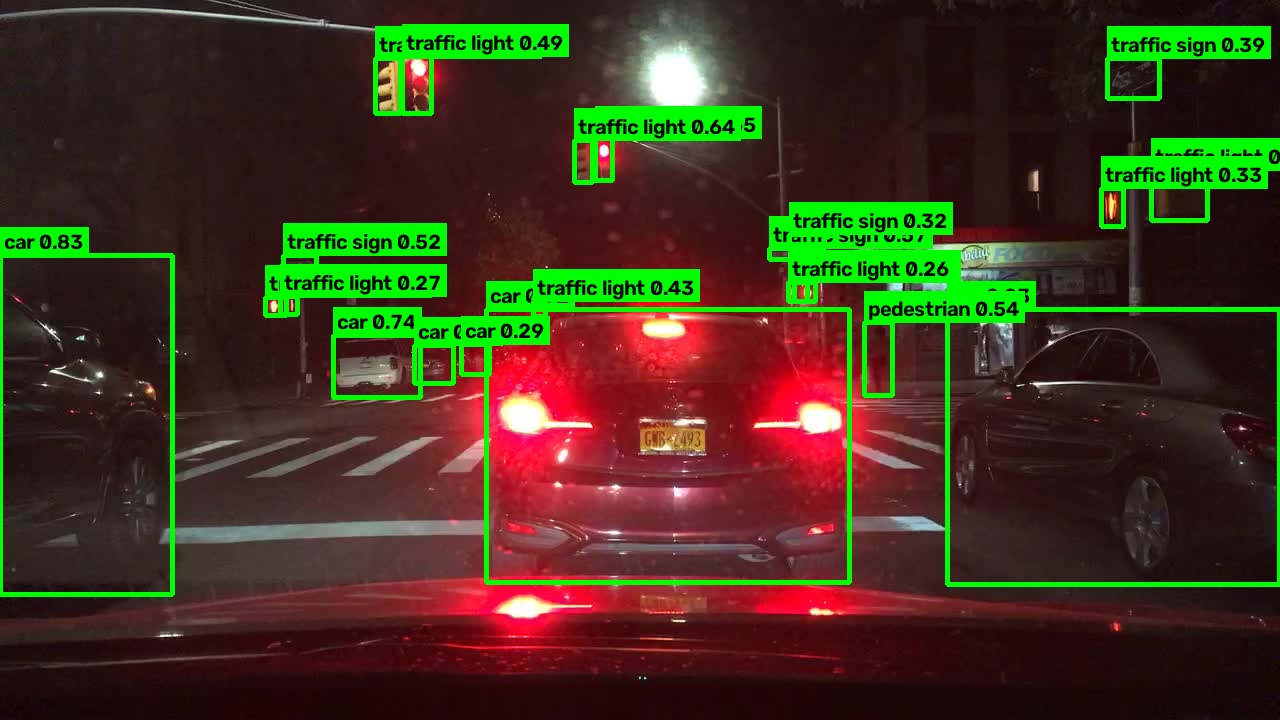 traffic light 0.49
traffic sign 0.39
traffic light 0.64
traffic light 0.33
traffic sign 0.32
car 0.83
traffic sign 0.52
traffic light 0.26
traffic light 0.27
traffic light 0.43
pedestrian 0.54
car 0.74
car
car 0.29
FOOD